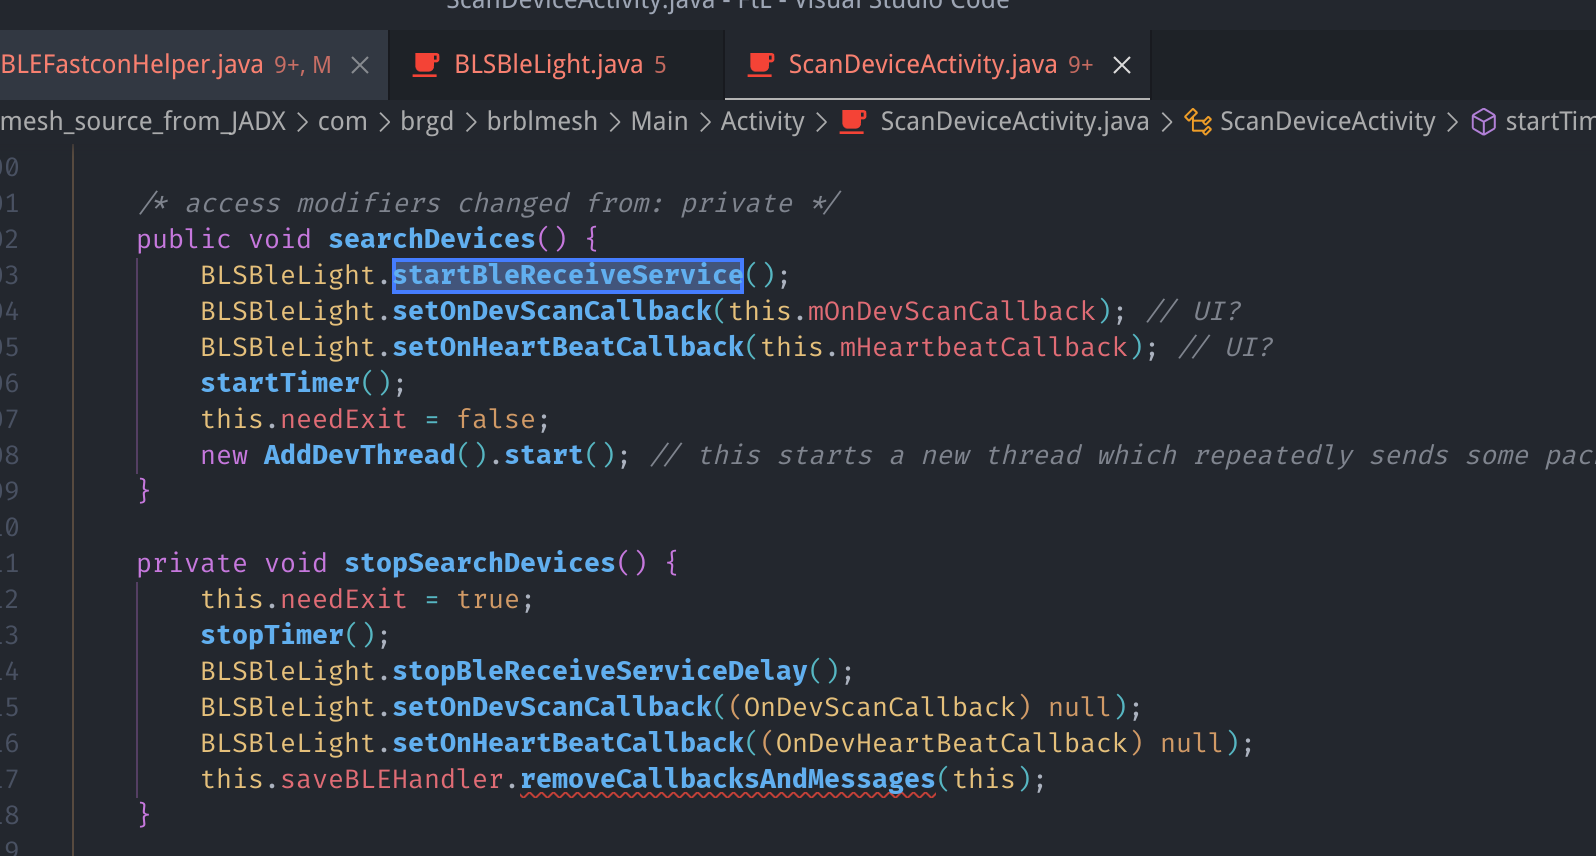 ScanDeviceActivity.java - FtL - Visual Studio Code
BLEFastconHelper.java 9+, M BLSBleLight.java 5 ScanDeviceActivity.java 9+
mesh_source_from_JADX > com > brgd > brblmesh > Main > Activity > ScanDeviceActivity.java > ScanDeviceActivity > startTim
00
01 /* access modifiers changed from: private */
02 public void searchDevices() {
03 BLSBleLight.startBleReceiveService();
04 BLSBleLight.setOnDevScanCallback(this.mOnDevScanCallback); // UI?
05 BLSBleLight.setOnHeartBeatCallback(this.mHeartbeatCallback); // UI?
06 startTimer();
07 this.needExit = false;
08 new AddDevThread().start(); // this starts a new thread which repeatedly sends some pac
09 }
10
11 private void stopSearchDevices() {
12 this.needExit = true;
13 stopTimer();
14 BLSBleLight.stopBleReceiveServiceDelay();
15 BLSBleLight.setOnDevScanCallback((OnDevScanCallback) null);
16 BLSBleLight.setOnHeartBeatCallback((OnDevHeartBeatCallback) null);
17 this.saveBLEHandler.removeCallbacksAndMessages(this);
18 }
19